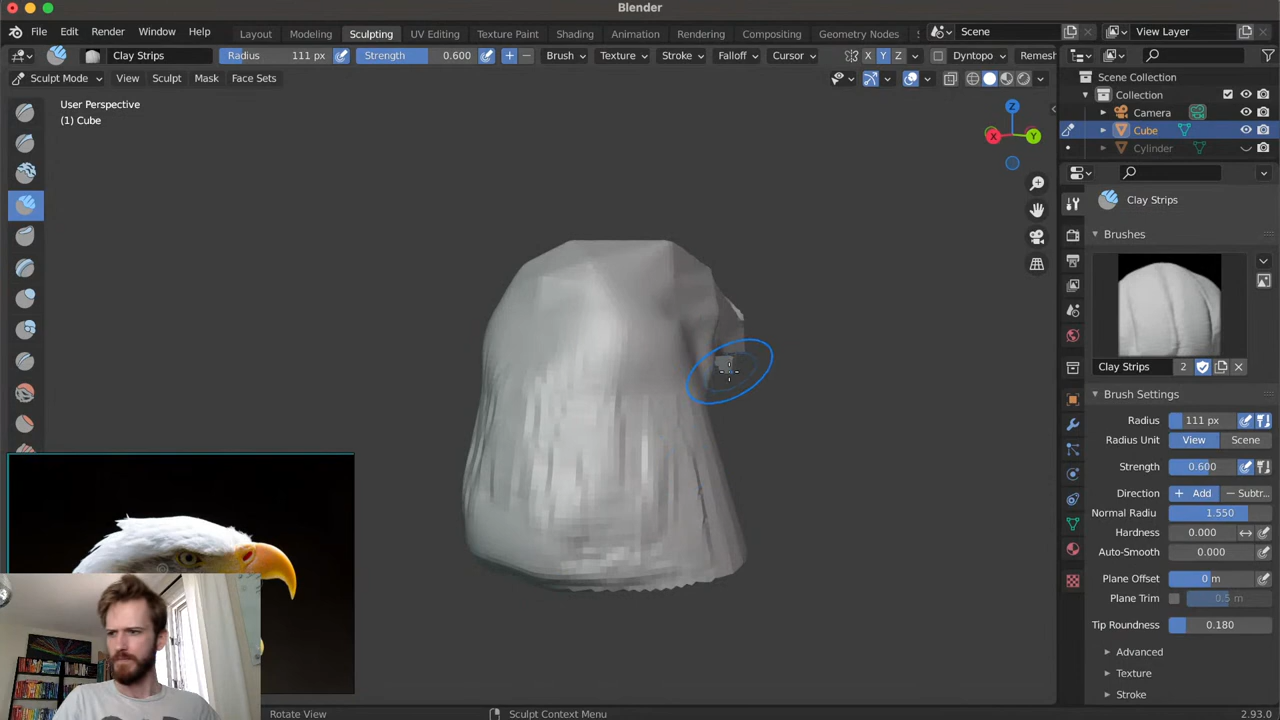 Blender
File Edit Render Window Help
Layout Modeling Sculpting UV Editing Texture Paint Shading Animation Rendering Compositing Geometry Nodes
Scene View Layer
Clay Strips Radius 111 px Strength 0.600 Brush Texture Stroke Falloff Cursor X Y Z Dyntopo Remesh
Sculpt Mode View Sculpt Mask Face Sets
User Perspective
(1) Cube
Z
X Y
Scene Collection
Collection
Camera
Cube
Cylinder
Clay Strips
Brushes
Clay Strips 2
Brush Settings
Radius 111 px
Radius Unit View Scene
Strength 0.600
Direction + Add − Subtr...
Normal Radiu 1.550
Hardness 0.000
Auto-Smooth 0.000
Plane Offset 0 m
Plane Trim 0.5 m
Tip Roundness 0.180
Advanced
Texture
Stroke
Rotate View Sculpt Context Menu 2.93.0